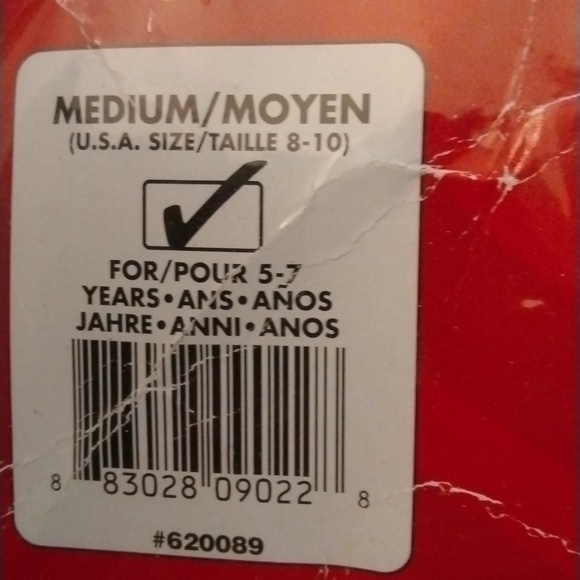 MEDIUM/MOYEN
(U.S.A. SIZE/TAILLE 8-10)
FOR/POUR 5-7
YEARS•ANS•AÑOS
JAHRE•ANNI•ANOS
8 83028 09022 8
#620089